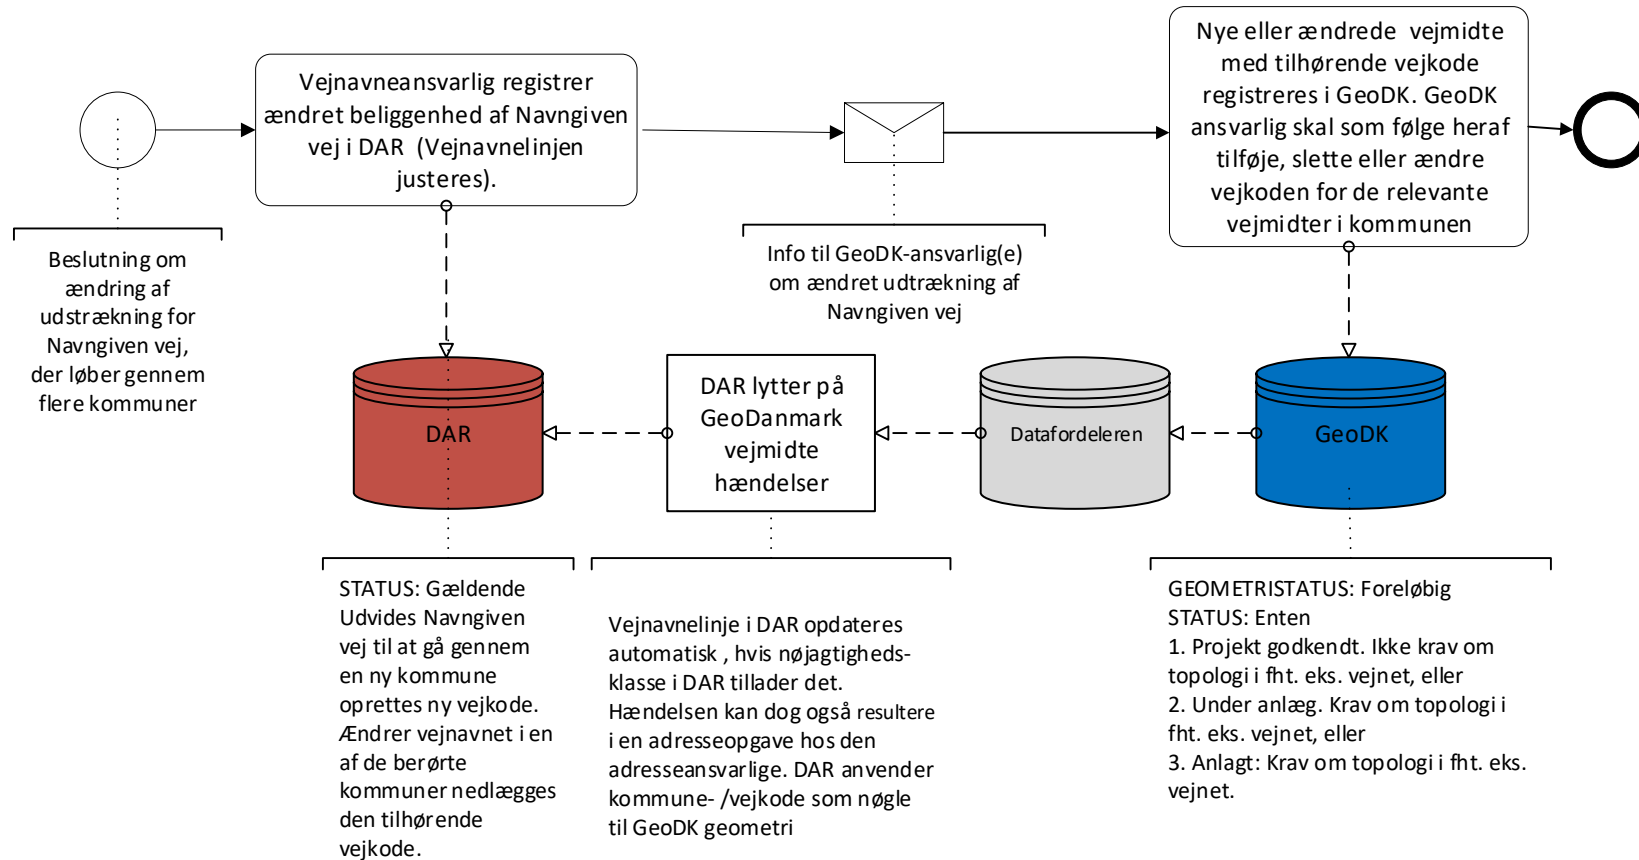 Vejnavneansvarlig registrer
ændret beliggenhed af Navngiven
vej i DAR (Vejnavnelinjen
justeres).
Nye eller ændrede vejmidte
med tilhørende vejkode
registreres i GeoDK. GeoDK
ansvarlig skal som følge heraf
tilføje, slette eller ændre
vejkoden for de relevante
vejmidter i kommunen
Beslutning om
ændring af
udstrækning for
Navngiven vej,
der løber gennem
flere kommuner
Info til GeoDK-ansvarlig(e)
om ændret udtrækning af
Navngiven vej
DAR
DAR lytter på
GeoDanmark
vejmidte
hændelser
Datafordeleren
GeoDK
STATUS: Gældende
Udvides Navngiven
vej til at gå gennem
en ny kommune
oprettes ny vejkode.
Ændrer vejnavnet i en
af de berørte
kommuner nedlægges
den tilhørende
vejkode.
Vejnavnelinje i DAR opdateres
automatisk , hvis nøjagtigheds-
klasse i DAR tillader det.
Hændelsen kan dog også resultere
i en adresseopgave hos den
adresseansvarlige. DAR anvender
kommune- /vejkode som nøgle
til GeoDK geometri
GEOMETRISTATUS: Foreløbig
STATUS: Enten
1. Projekt godkendt. Ikke krav om
topologi i fht. eks. vejnet, eller
2. Under anlæg. Krav om topologi i
fht. eks. vejnet, eller
3. Anlagt: Krav om topologi i fht. eks.
vejnet.